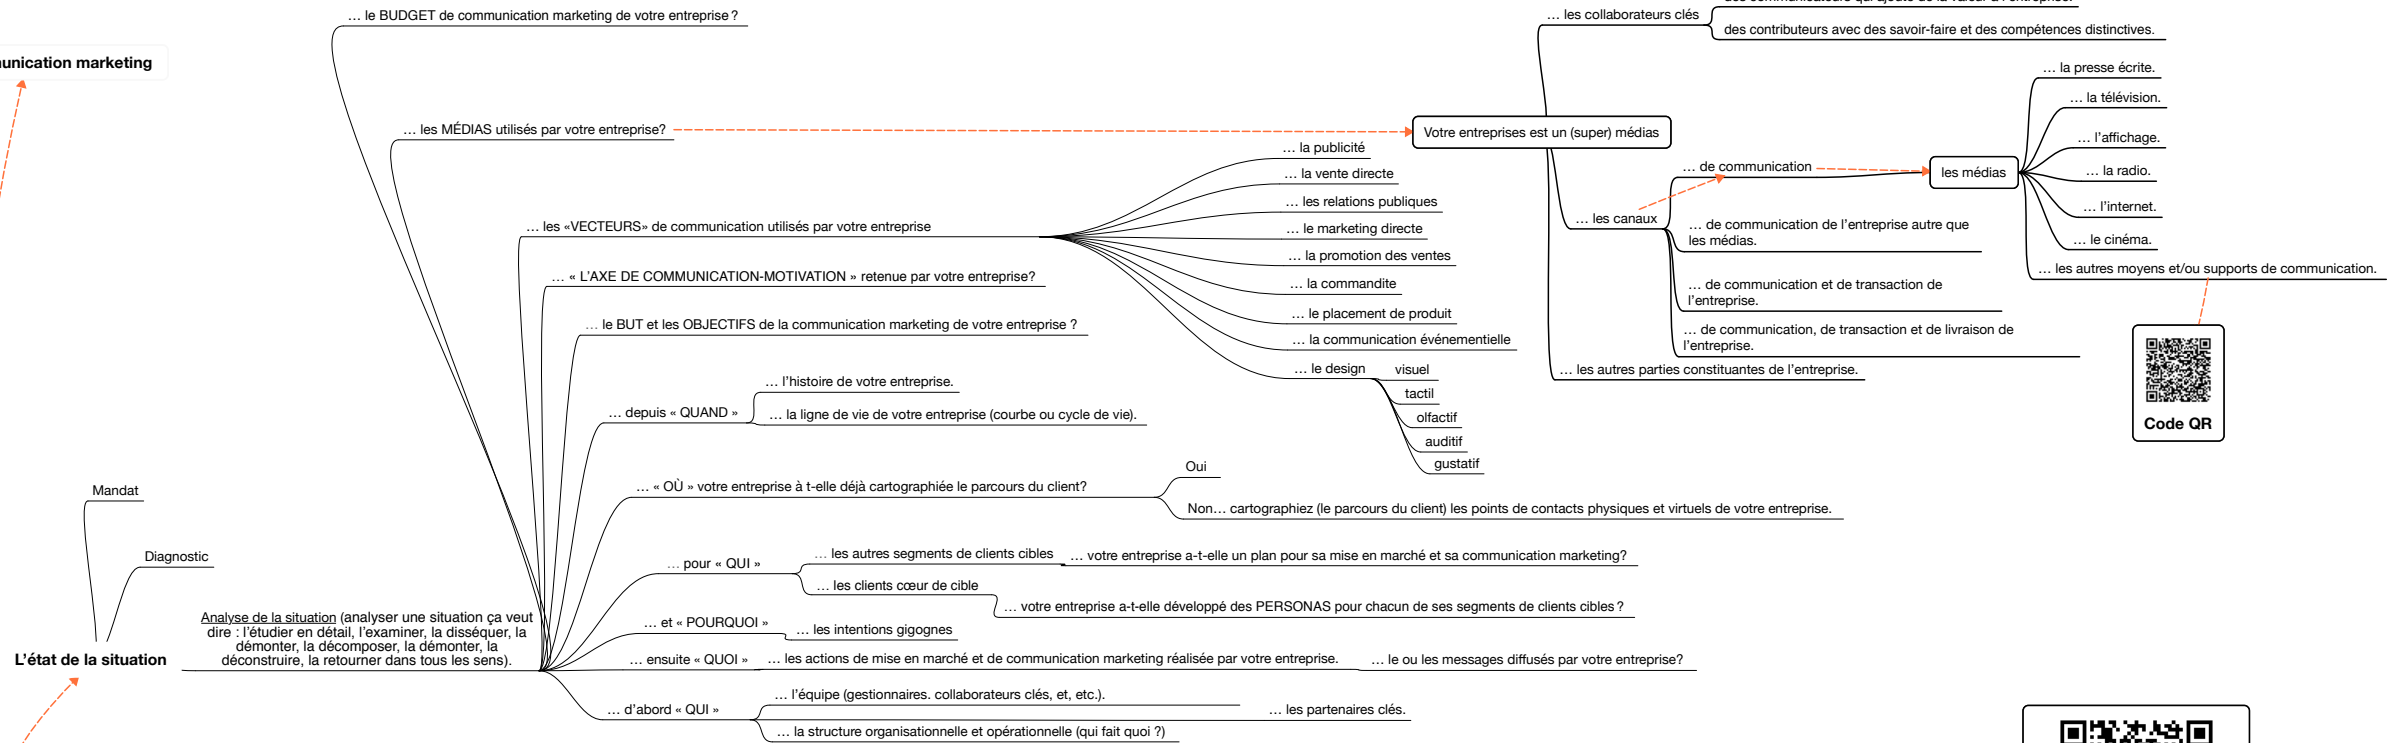 … le BUDGET de communication marketing de votre entreprise ?
… les collaborateurs clés
des contributeurs avec des savoir-faire et des compétences distinctives.
marketing
… les MÉDIAS utilisés par votre entreprise?
Votre entreprises est un (super) médias
… la presse écrite.
… la télévision.
… l’affichage.
… la radio.
… l’internet.
… le cinéma.
… les autres moyens et/ou supports de communication.
les médias
… de communication
… les canaux
… de communication de l’entreprise autre que
les médias.
… de communication et de transaction de
l’entreprise.
… de communication, de transaction et de livraison de
l’entreprise.
… les autres parties constituantes de l’entreprise.
Code QR
… les «VECTEURS» de communication utilisés par votre entreprise
… la publicité
… la vente directe
… les relations publiques
… le marketing directe
… la promotion des ventes
… la commandite
… le placement de produit
… la communication événementielle
… le design
visuel
tactil
olfactif
auditif
gustatif
… « L’AXE DE COMMUNICATION-MOTIVATION » retenue par votre entreprise?
… le BUT et les OBJECTIFS de la communication marketing de votre entreprise ?
… depuis « QUAND »
… l’histoire de votre entreprise.
… la ligne de vie de votre entreprise (courbe ou cycle de vie).
… « OÙ » votre entreprise à t-elle déjà cartographiée le parcours du client?
Oui
Non… cartographiez (le parcours du client) les points de contacts physiques et virtuels de votre entreprise.
… pour « QUI »
… les autres segments de clients cibles
… votre entreprise a-t-elle un plan pour sa mise en marché et sa communication marketing?
… les clients cœur de cible
… votre entreprise a-t-elle développé des PERSONAS pour chacun de ses segments de clients cibles ?
… et « POURQUOI »
… les intentions gigognes
… ensuite « QUOI »
… les actions de mise en marché et de communication marketing réalisée par votre entreprise.
… le ou les messages diffusés par votre entreprise?
… d’abord « QUI »
… l’équipe (gestionnaires. collaborateurs clés, et, etc.).
… les partenaires clés.
… la structure organisationnelle et opérationnelle (qui fait quoi ?)
Mandat
Diagnostic
Analyse de la situation (analyser une situation ça veut
dire : l’étudier en détail, l’examiner, la disséquer, la
démonter, la décomposer, la démonter, la
déconstruire, la retourner dans tous les sens).
L’état de la situation